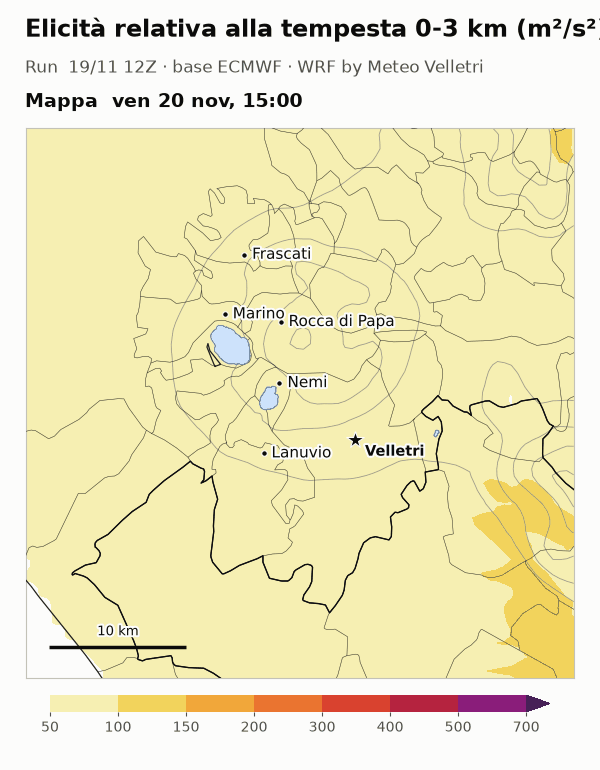 Elicità relativa alla tempesta 0-3 km (m²/s²)
Run 19/11 12Z · base ECMWF · WRF by Meteo Velletri
Mappa ven 20 nov, 15:00
Frascati
Marino
Rocca di Papa
Nemi
Lanuvio
Velletri
10 km
50 100 150 200 300 400 500 700